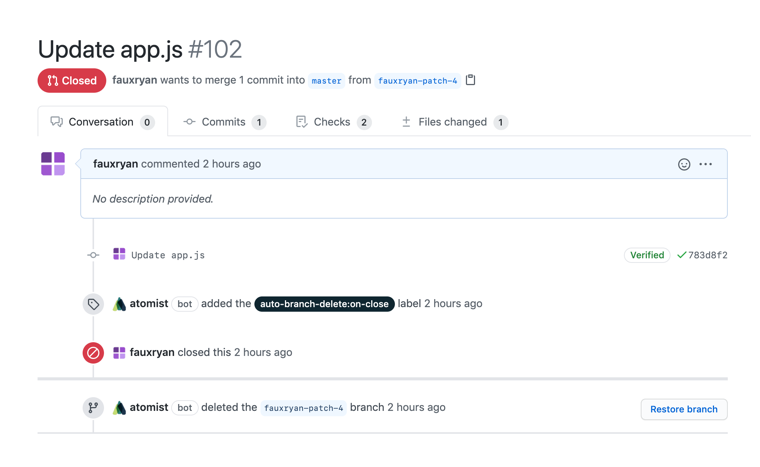 Update app.js #102
Closed fauxryan wants to merge 1 commit into master from fauxryan-patch-4
Conversation 0 Commits 1 Checks 2 Files changed 1
fauxryan commented 2 hours ago
No description provided.
Update app.js Verified 783d8f2
atomist bot added the auto-branch-delete:on-close label 2 hours ago
fauxryan closed this 2 hours ago
atomist bot deleted the fauxryan-patch-4 branch 2 hours ago Restore branch